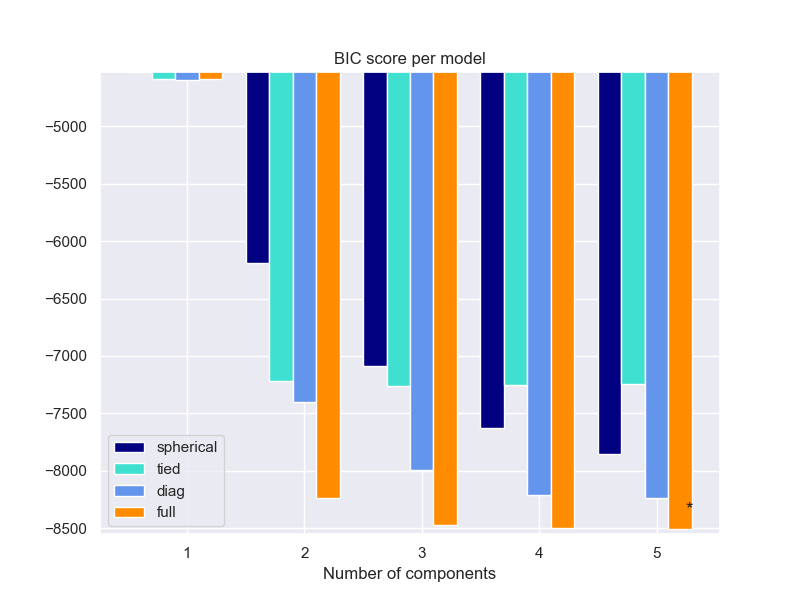 BIC score per model
−5000
−5500
−6000
−6500
−7000
−7500
−8000
−8500
spherical
tied
diag
full
*
1 2 3 4 5
Number of components